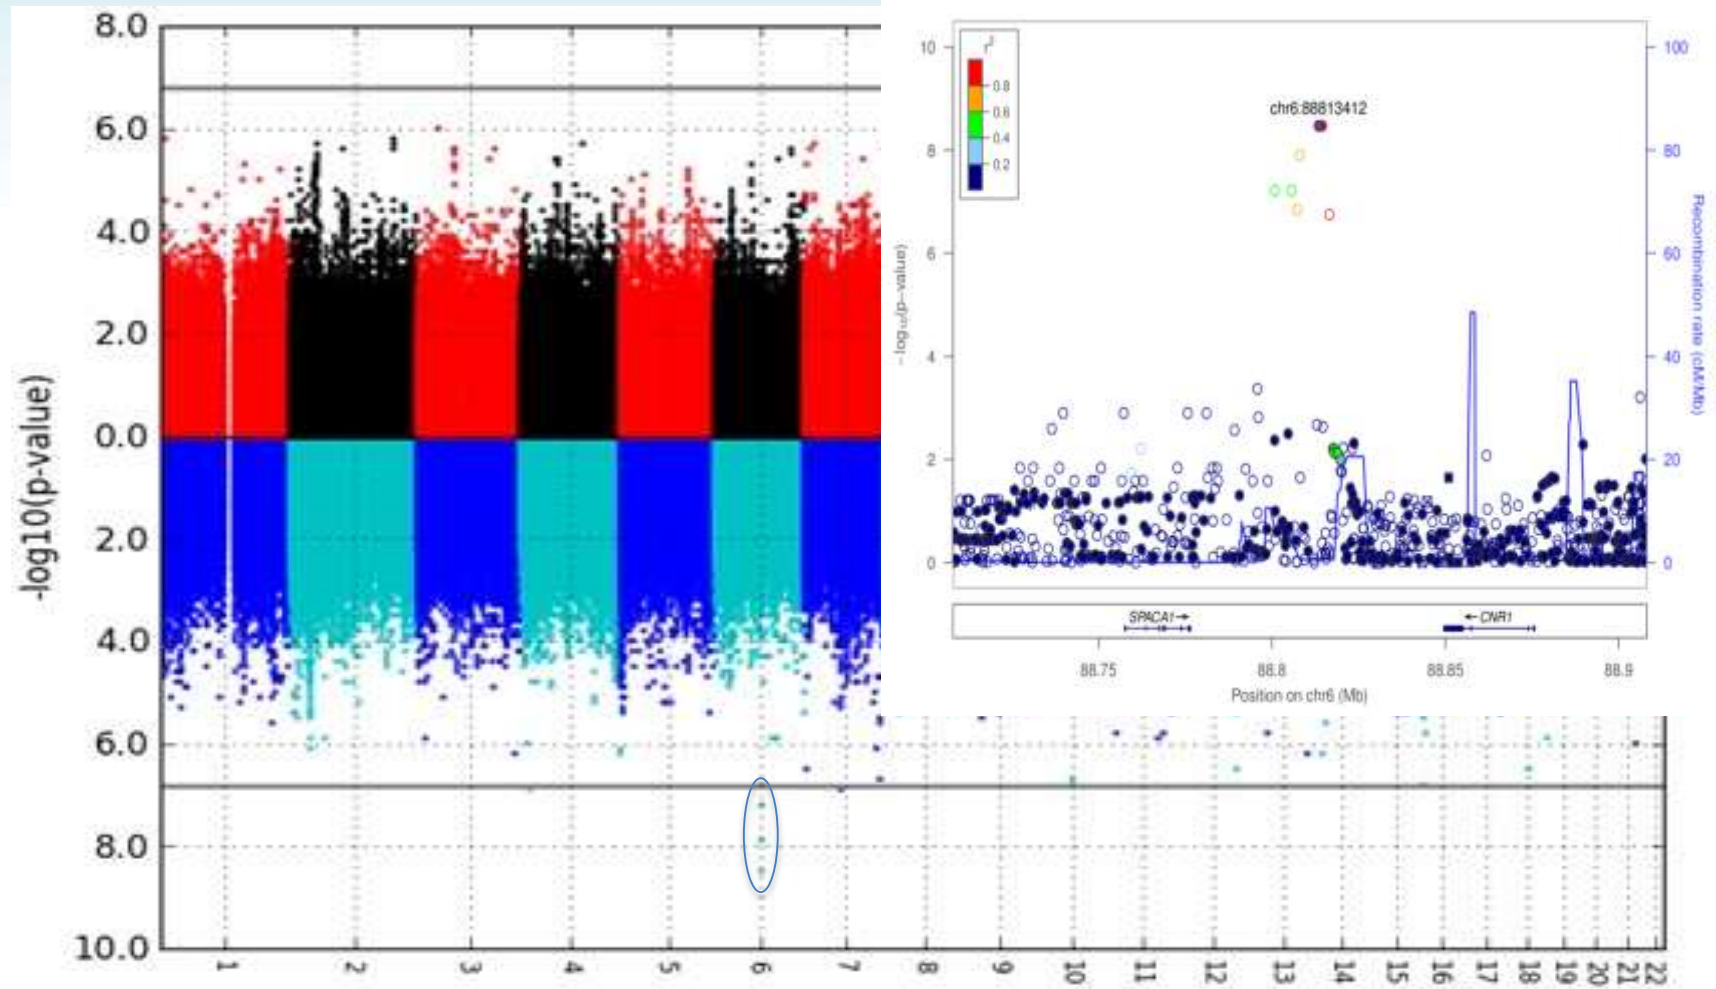 -log10(p-value)
8.0
6.0
4.0
2.0
0.0
2.0
4.0
6.0
8.0
10.0
1 2 3 4 5 6 7 8 9 10 11 12 13 14 15 16 17 18 19 20 21 22
r²
0.8
0.6
0.4
0.2
chr6:88813412
-log₁₀(p-value)
10
8
6
4
2
0
Recombination rate (cM/Mb)
100
80
60
40
20
0
SPACA1→
←CNR1
88.75 88.8 88.85 88.9
Position on chr6 (Mb)